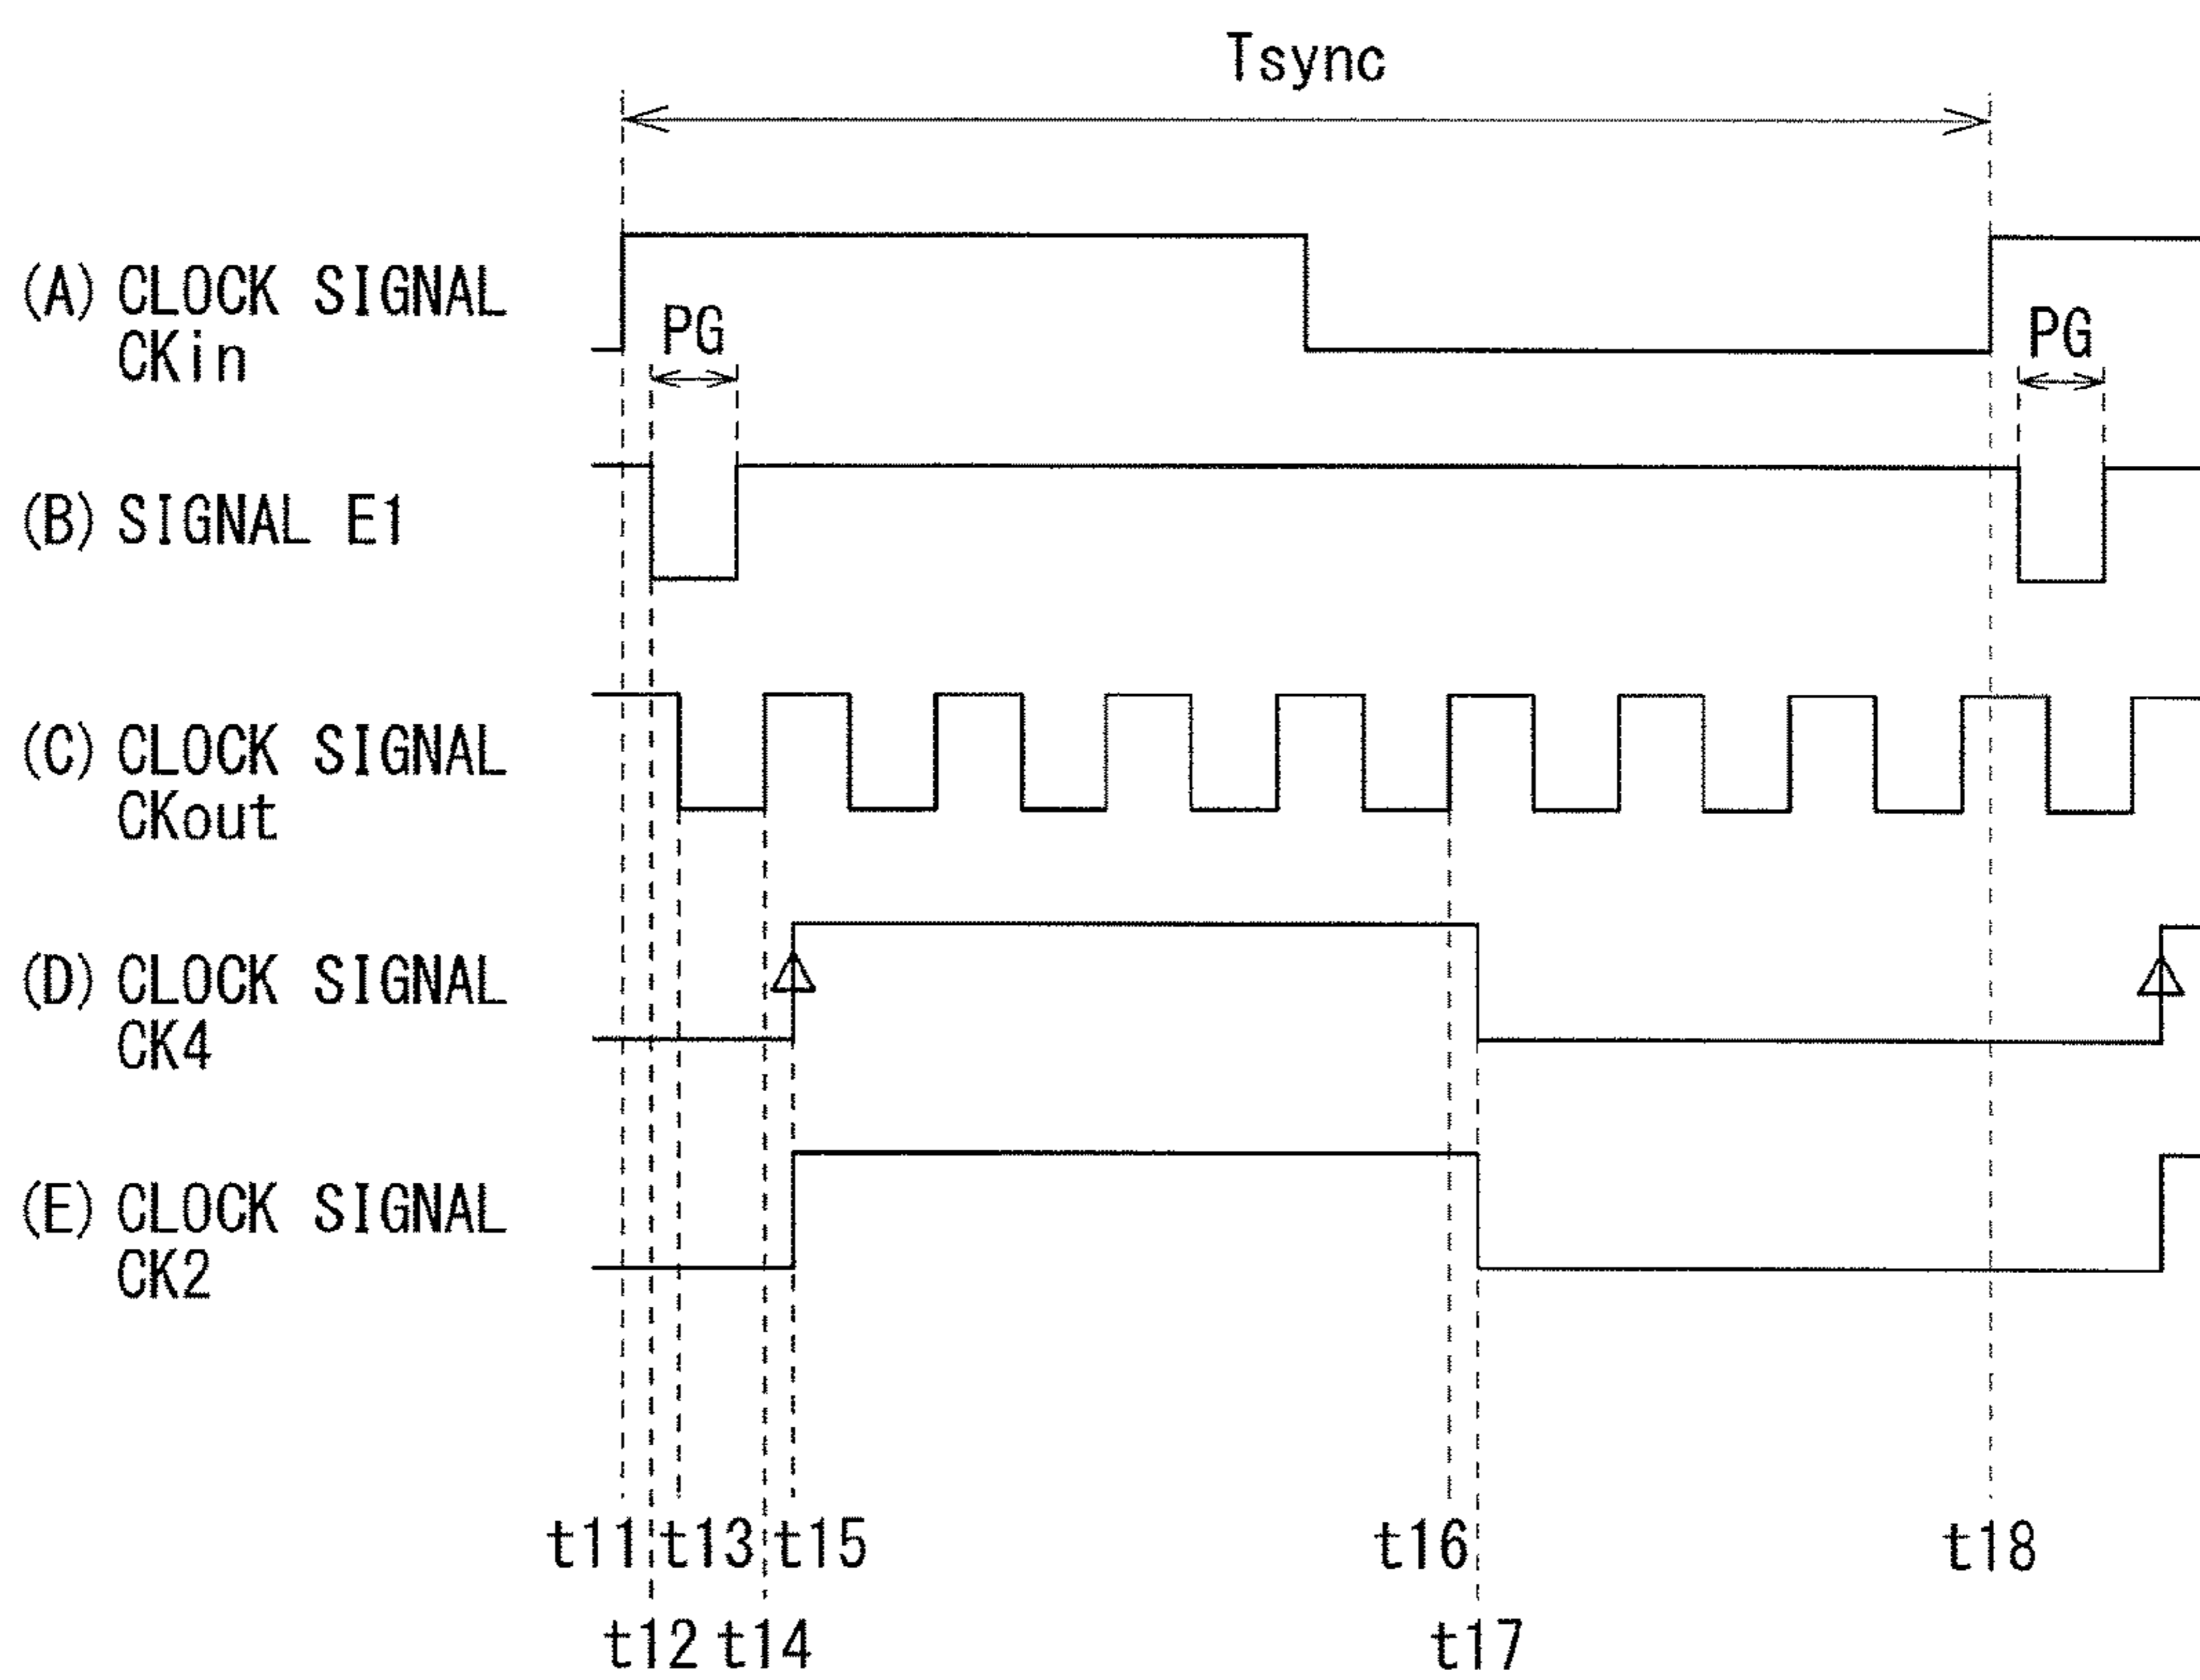 Tsync
(A) CLOCK SIGNAL
CKin
PG
PG
(B) SIGNAL E1
(C) CLOCK SIGNAL
CKout
(D) CLOCK SIGNAL
CK4
(E) CLOCK SIGNAL
CK2
t11 t13 t15 t16 t18
t12 t14 t17